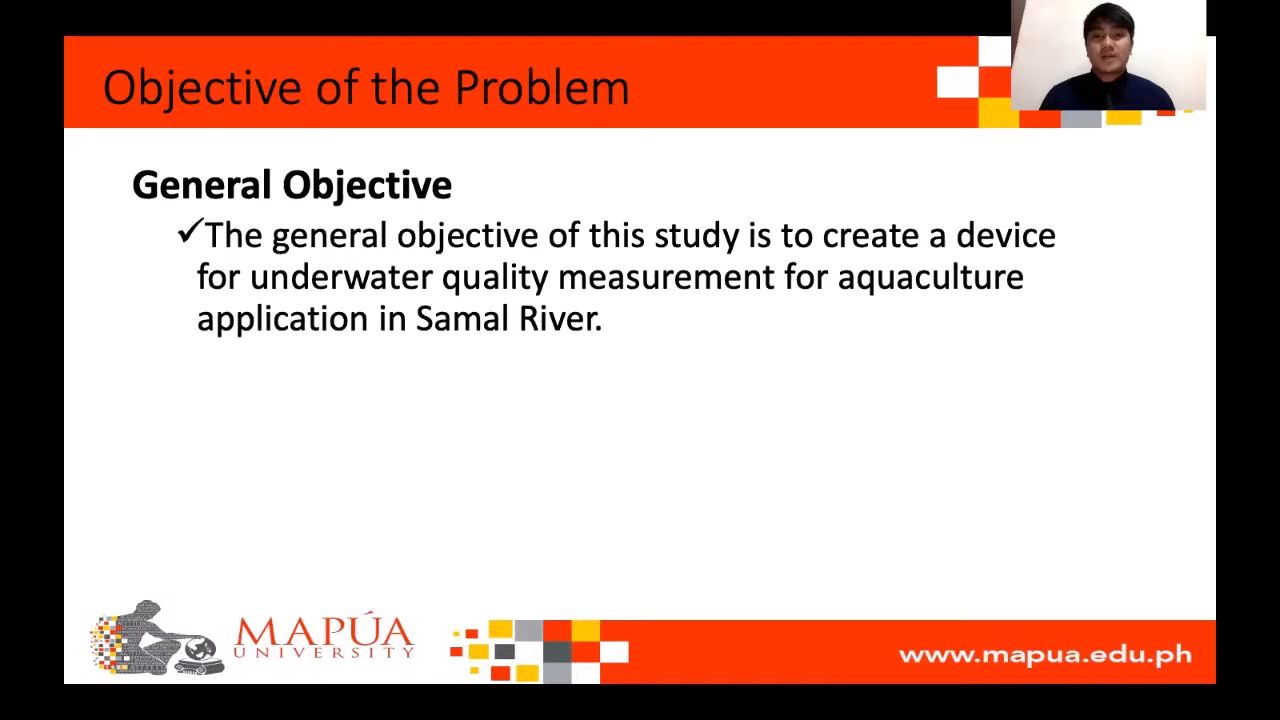 Objective of the Problem
General Objective
✓The general objective of this study is to create a device
for underwater quality measurement for aquaculture
application in Samal River.
MAPÚA
UNIVERSITY
www.mapua.edu.ph